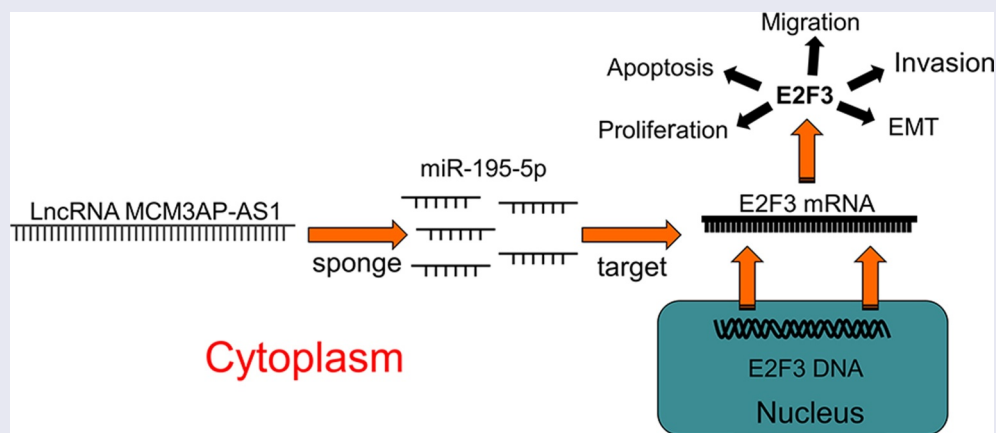 Migration
Apoptosis
Invasion
E2F3
Proliferation
EMT
miR-195-5p
LncRNA MCM3AP-AS1
E2F3 mRNA
sponge
target
Cytoplasm
E2F3 DNA
Nucleus